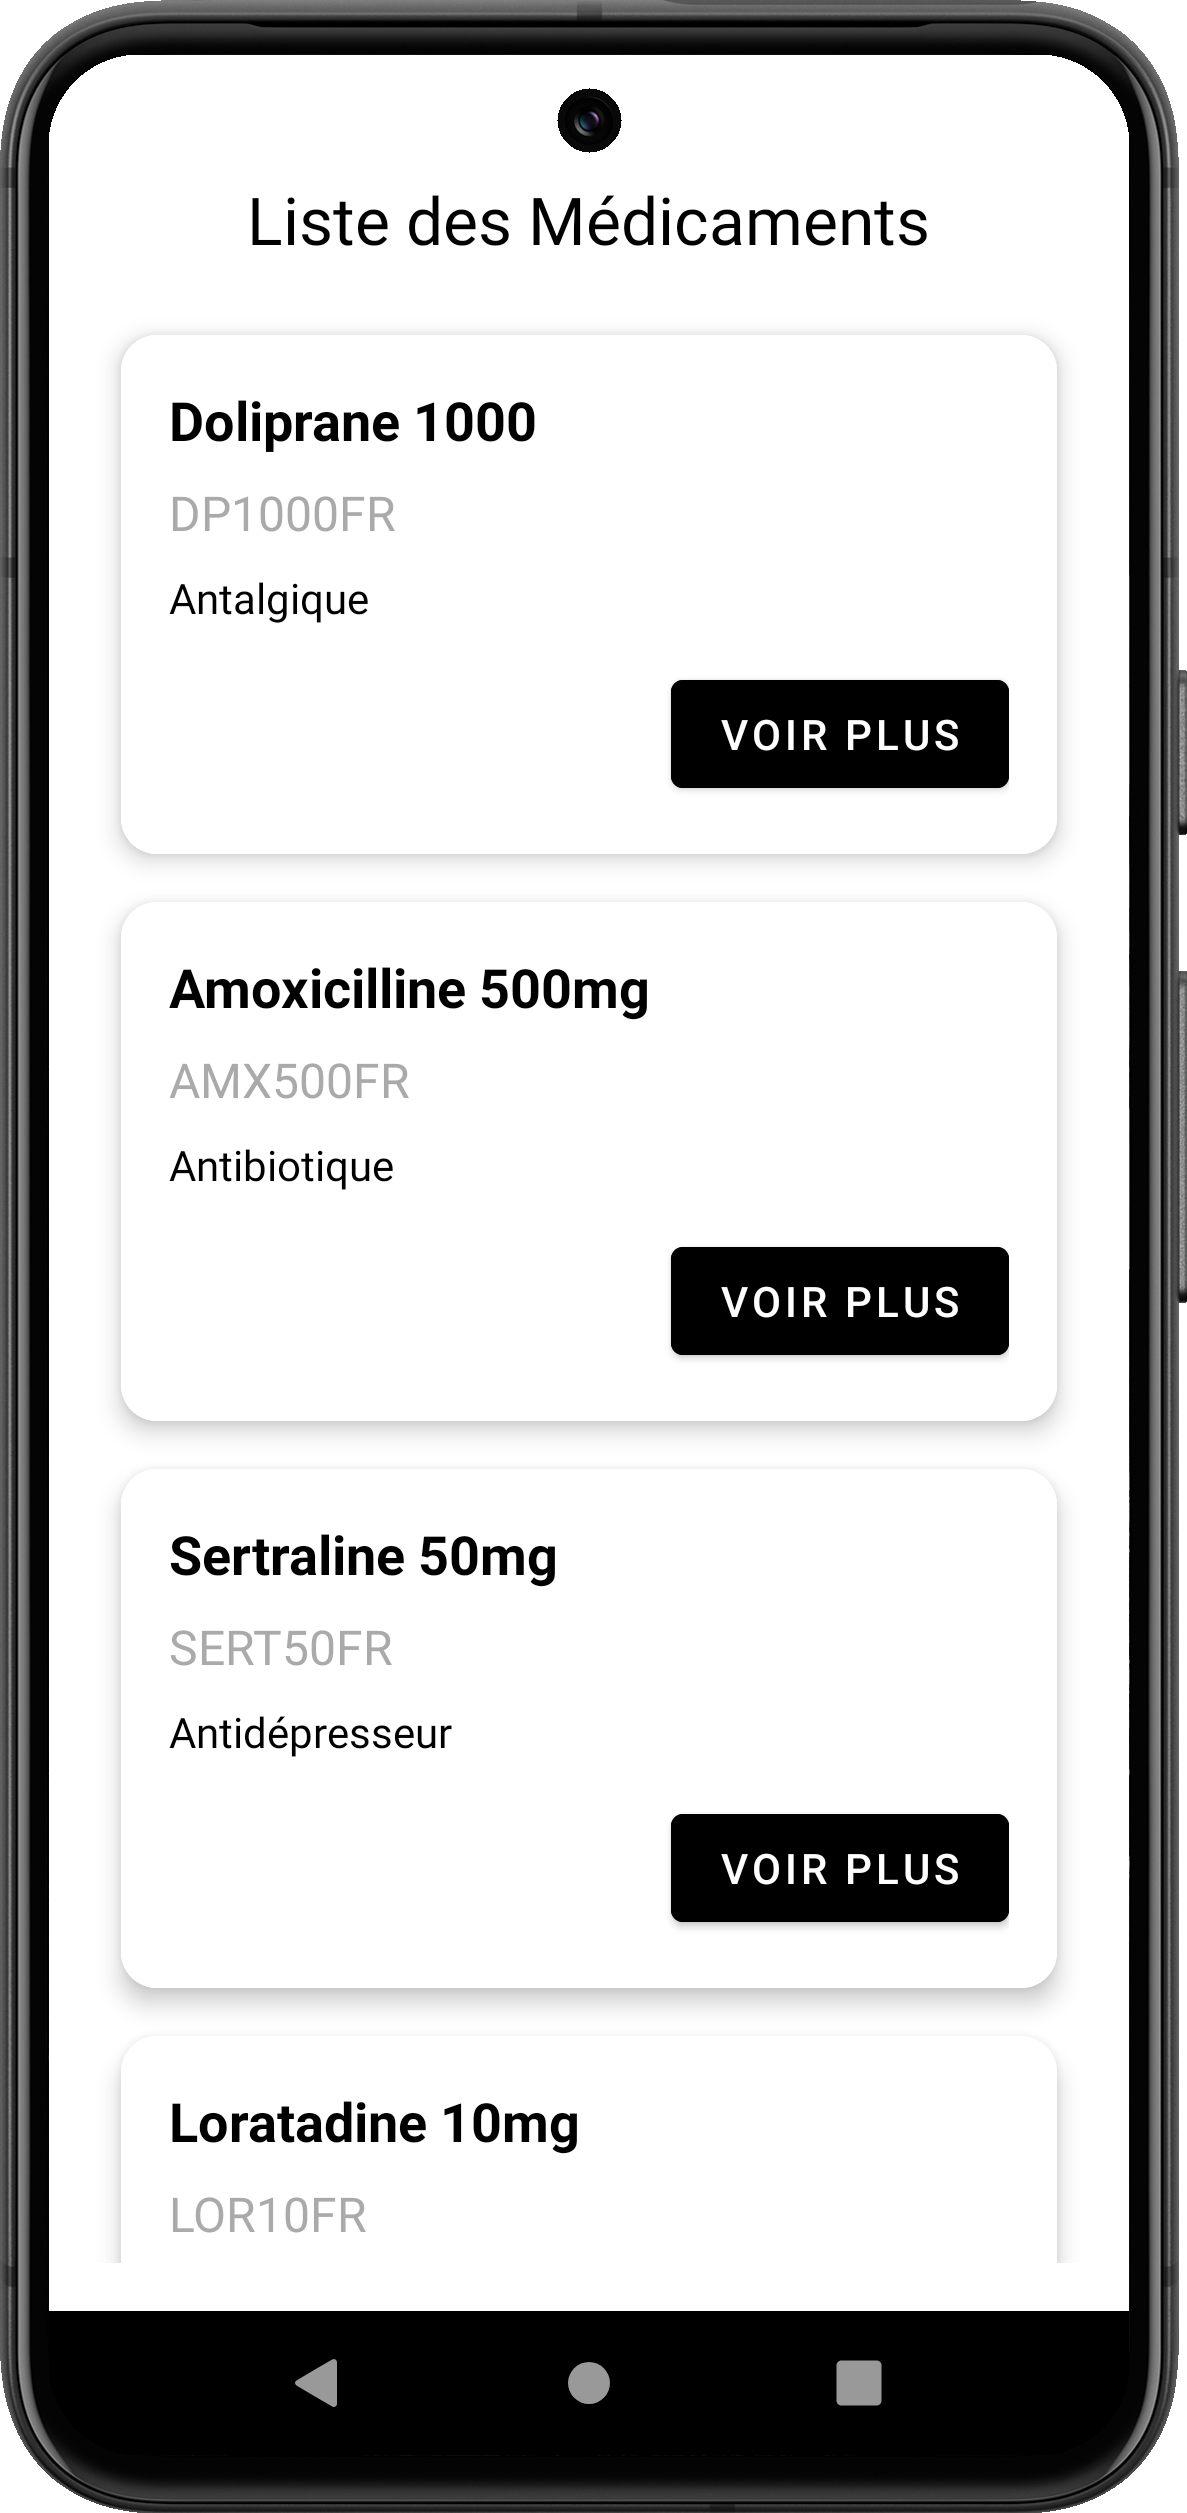 Liste des Médicaments
Doliprane 1000
DP1000FR
Antalgique
VOIR PLUS
Amoxicilline 500mg
AMX500FR
Antibiotique
VOIR PLUS
Sertraline 50mg
SERT50FR
Antidépresseur
VOIR PLUS
Loratadine 10mg
LOR10FR